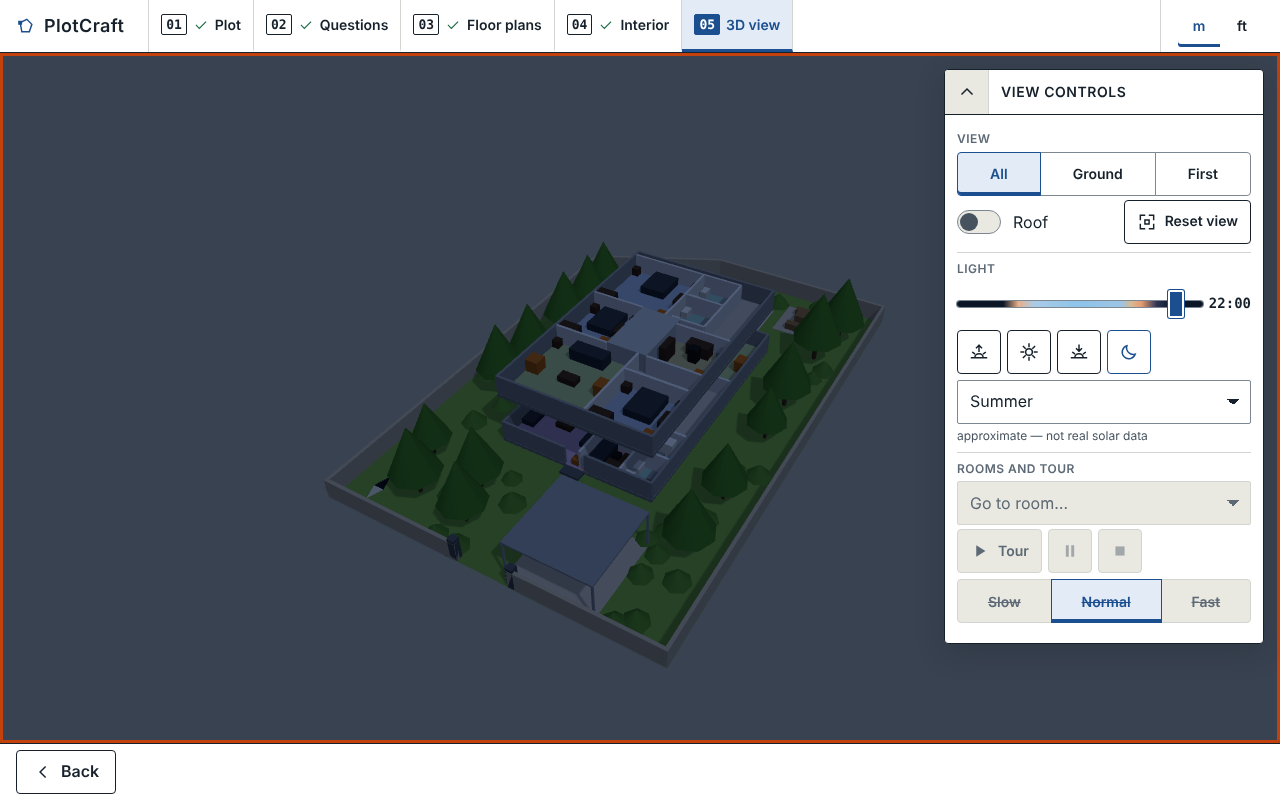 PlotCraft
01 Plot
02 Questions
03 Floor plans
04 Interior
05 3D view
m ft
VIEW CONTROLS
VIEW
All Ground First
Roof Reset view
LIGHT
22:00
Summer
approximate — not real solar data
ROOMS AND TOUR
Go to room...
Tour
Slow Normal Fast
Back